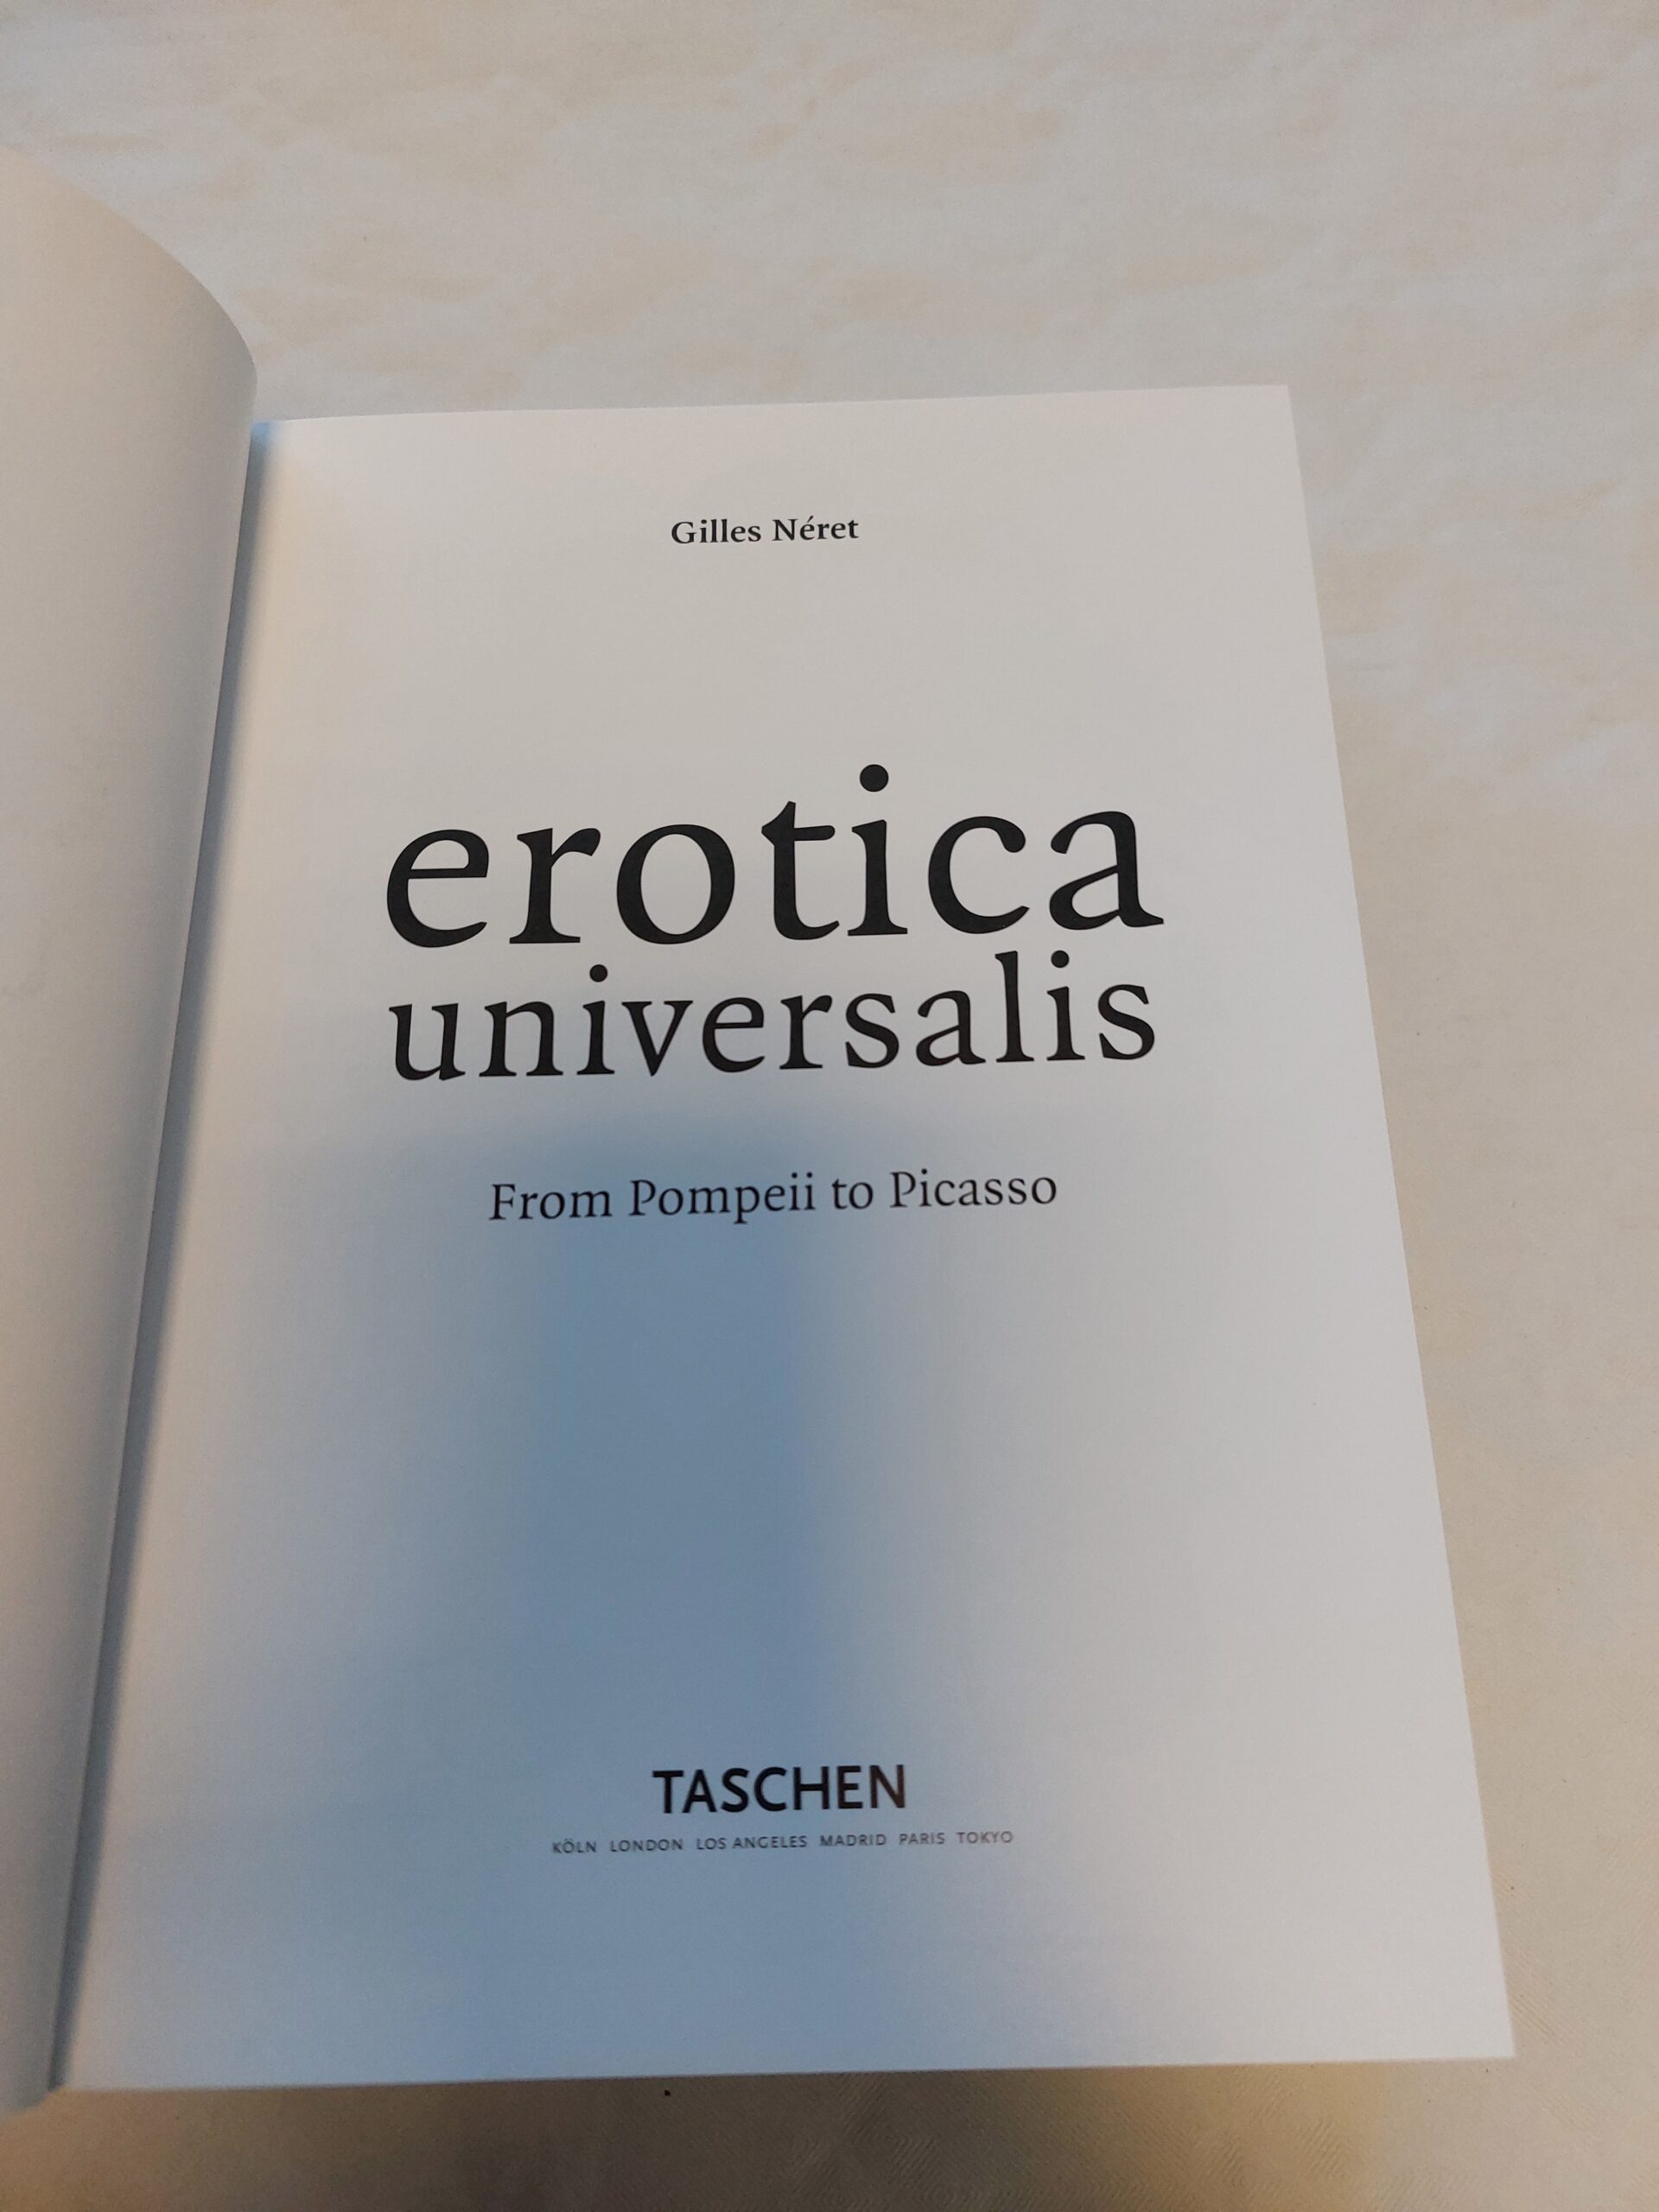 Gilles Néret
erotica
universalis
From Pompeii to Picasso
TASCHEN
KÖLN LONDON LOS ANGELES MADRID PARIS TOKYO